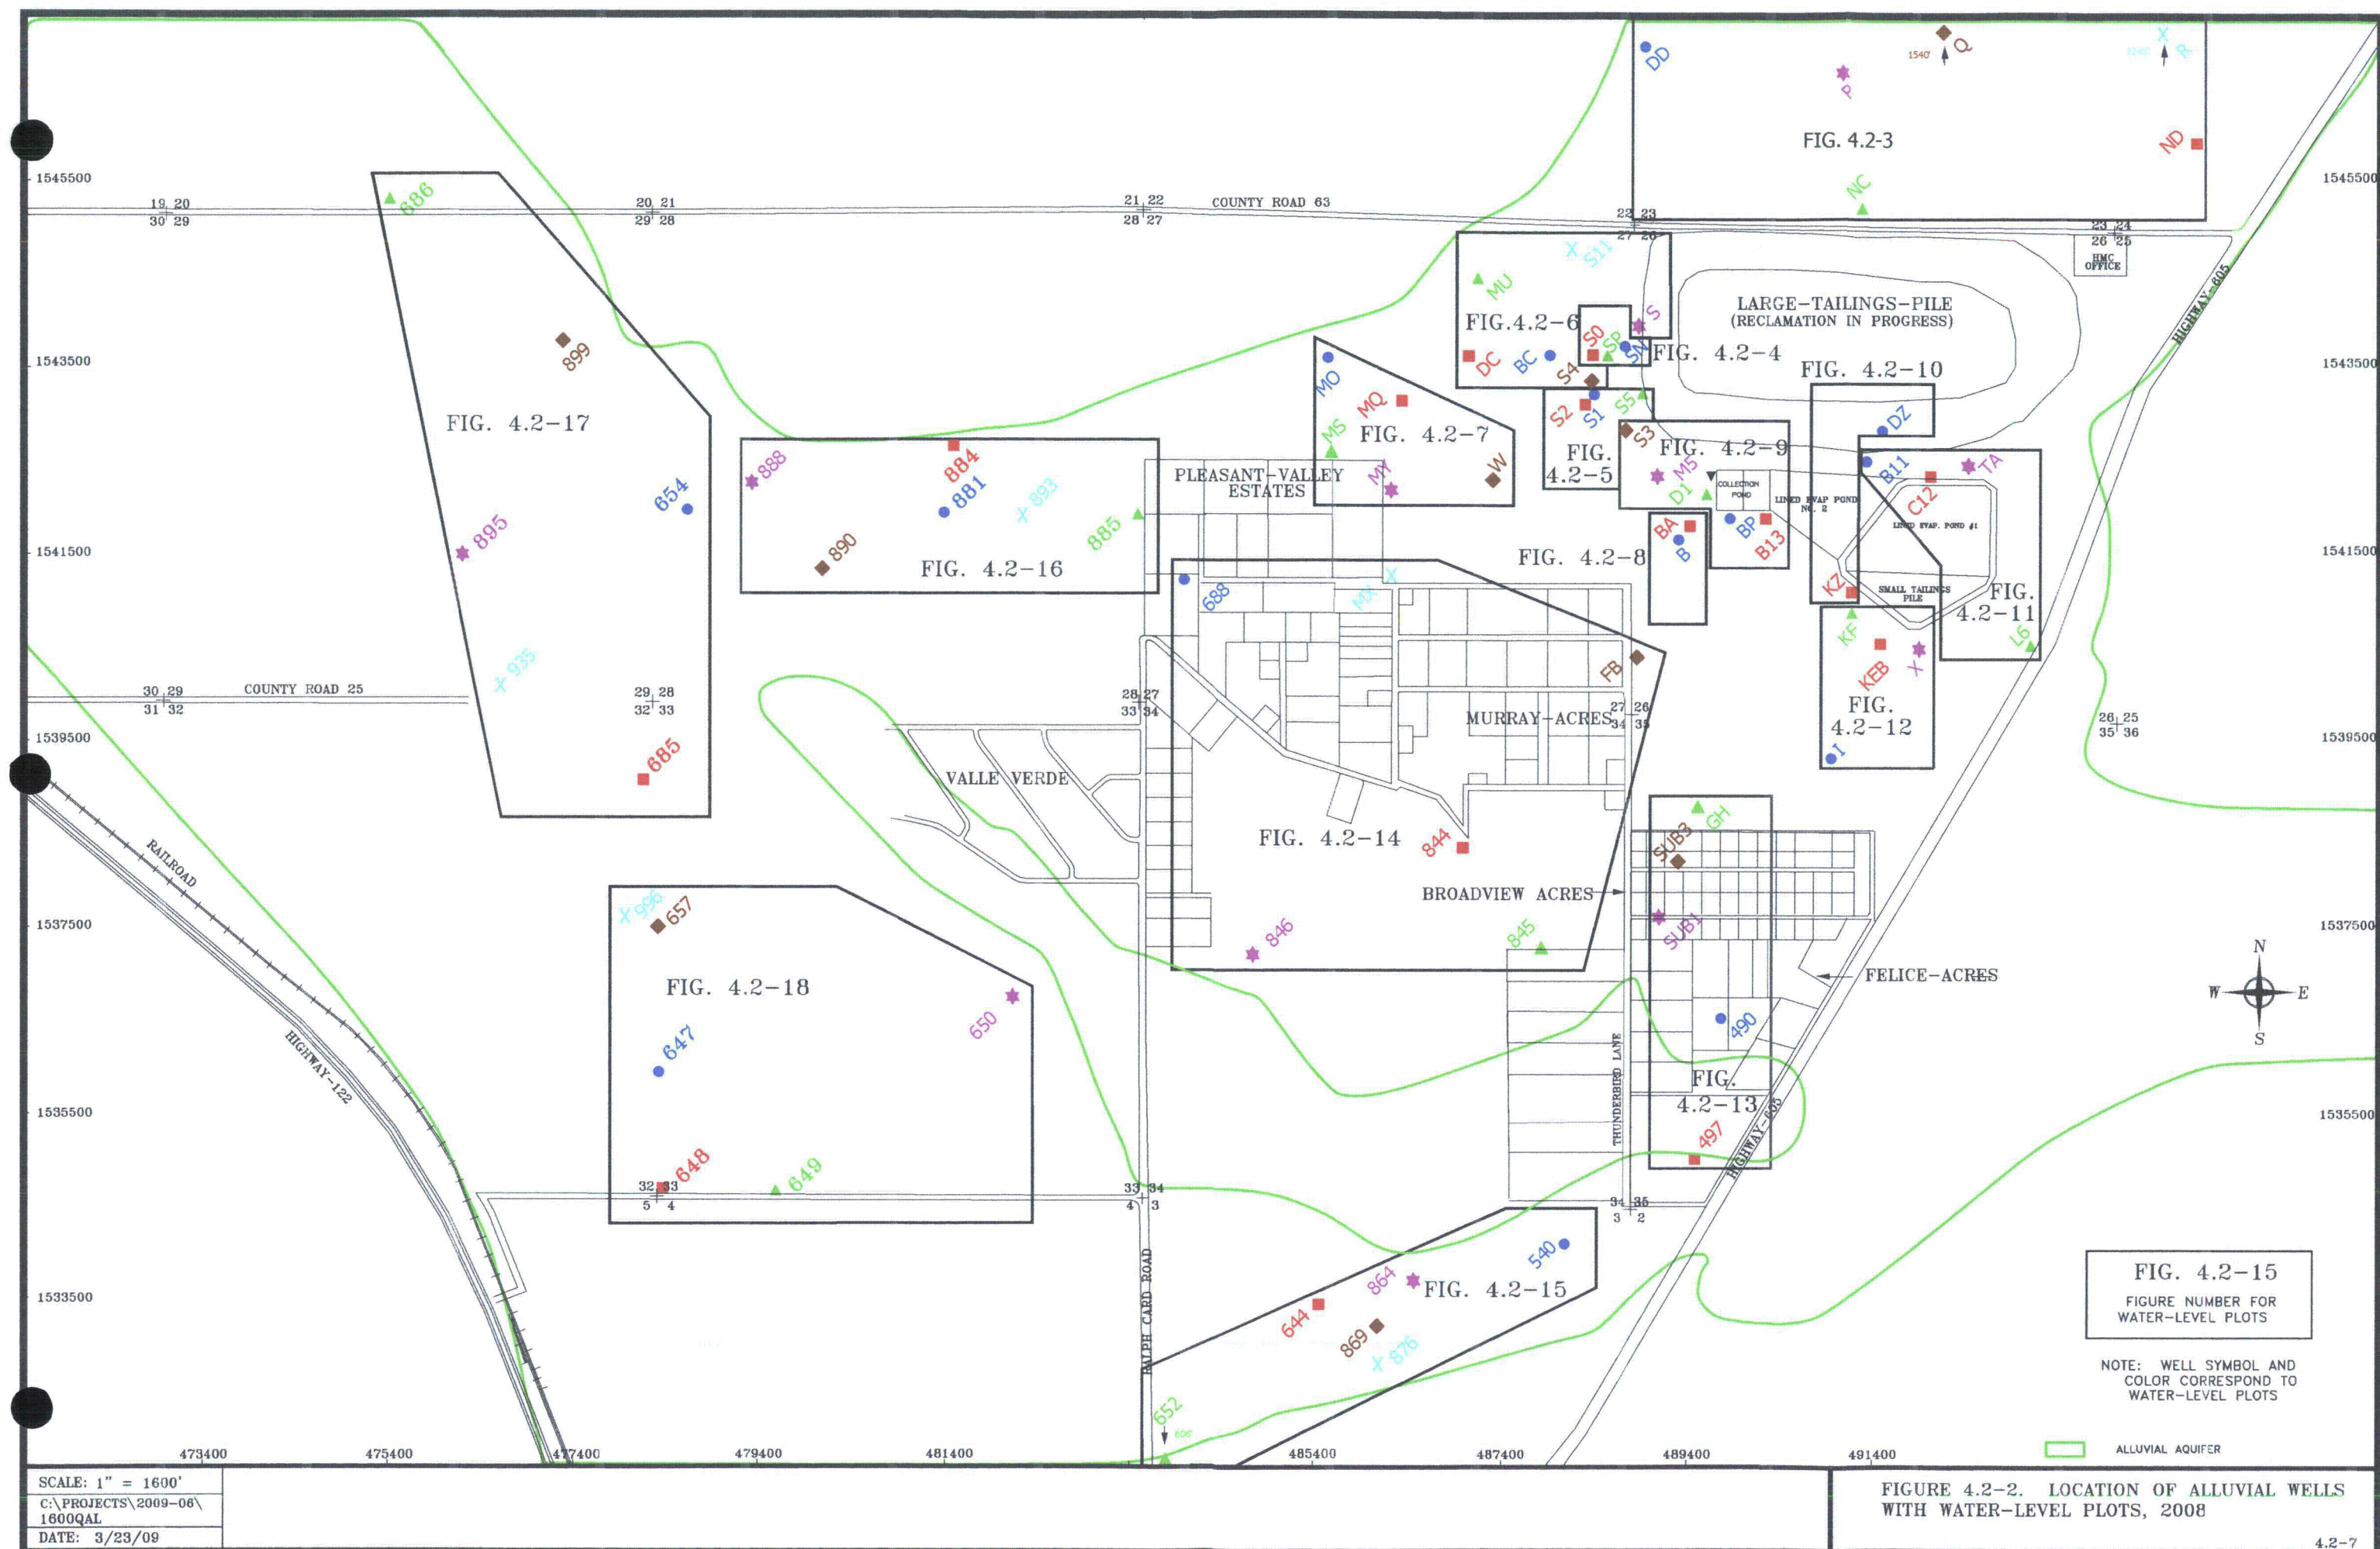 DD
1540'
Q
R
P
FIG. 4.2-3
ND
1545500
NC
1545500
686
19 20
30 29
20 21
29 28
21 22
28 27
COUNTY ROAD 63
22 23
27 26
23 24
26 25
HMC
OFFICE
S11
MU
HIGHWAY-605
LARGE-TAILINGS-PILE
(RECLAMATION IN PROGRESS)
FIG.4.2-6
S
S0
SP
SN
1543500
899
MO
DC
BC
S4
FIG. 4.2-4
FIG. 4.2-10
1543500
FIG. 4.2-17
MQ
MS
FIG. 4.2-7
S2
S1
S5
S3
FIG. 4.2-9
DZ
FIG.
4.2-5
888
884
PLEASANT-VALLEY
ESTATES
MY
W
M5
D1
COLLECTION
POND
LINED EVAP POND
NO. 2
B11
C12
TA
654
881
893
885
BA
B
BP
B13
LINED EVAP. POND #1
895
1541500
890
FIG. 4.2-16
FIG. 4.2-8
1541500
688
MX
KZ
SMALL TAILINGS
PILE
FIG.
4.2-11
935
KF
KEB
X
L6
FB
30 29
31 32
COUNTY ROAD 25
29 28
32 33
28 27
33 34
MURRAY-ACRES
27 26
34 35
FIG.
4.2-12
26 25
35 36
1539500
685
1539500
I
VALLE VERDE
GH
RAILROAD
FIG. 4.2-14
844
SUB3
BROADVIEW ACRES
996
657
1537500
846
845
SUB1
1537500
FIG. 4.2-18
FELICE-ACRES
N
W
E
S
650
490
647
HIGHWAY-122
THUNDERBIRD LANE
FIG.
4.2-13
1535500
1535500
497
HIGHWAY-605
648
649
32 33
5 4
33 34
4 3
34 35
3 2
RALPH CARD ROAD
540
864
FIG. 4.2-15
1533500
644
869
876
FIG. 4.2-15
FIGURE NUMBER FOR
WATER-LEVEL PLOTS
NOTE: WELL SYMBOL AND
COLOR CORRESPOND TO
WATER-LEVEL PLOTS
652
ALLUVIAL AQUIFER
473400
475400
477400
479400
481400
485400
487400
489400
491400
SCALE: 1" = 1600'
C:\PROJECTS\2009-06\
1600QAL
DATE: 3/23/09
FIGURE 4.2-2. LOCATION OF ALLUVIAL WELLS
WITH WATER-LEVEL PLOTS, 2008
4.2-7